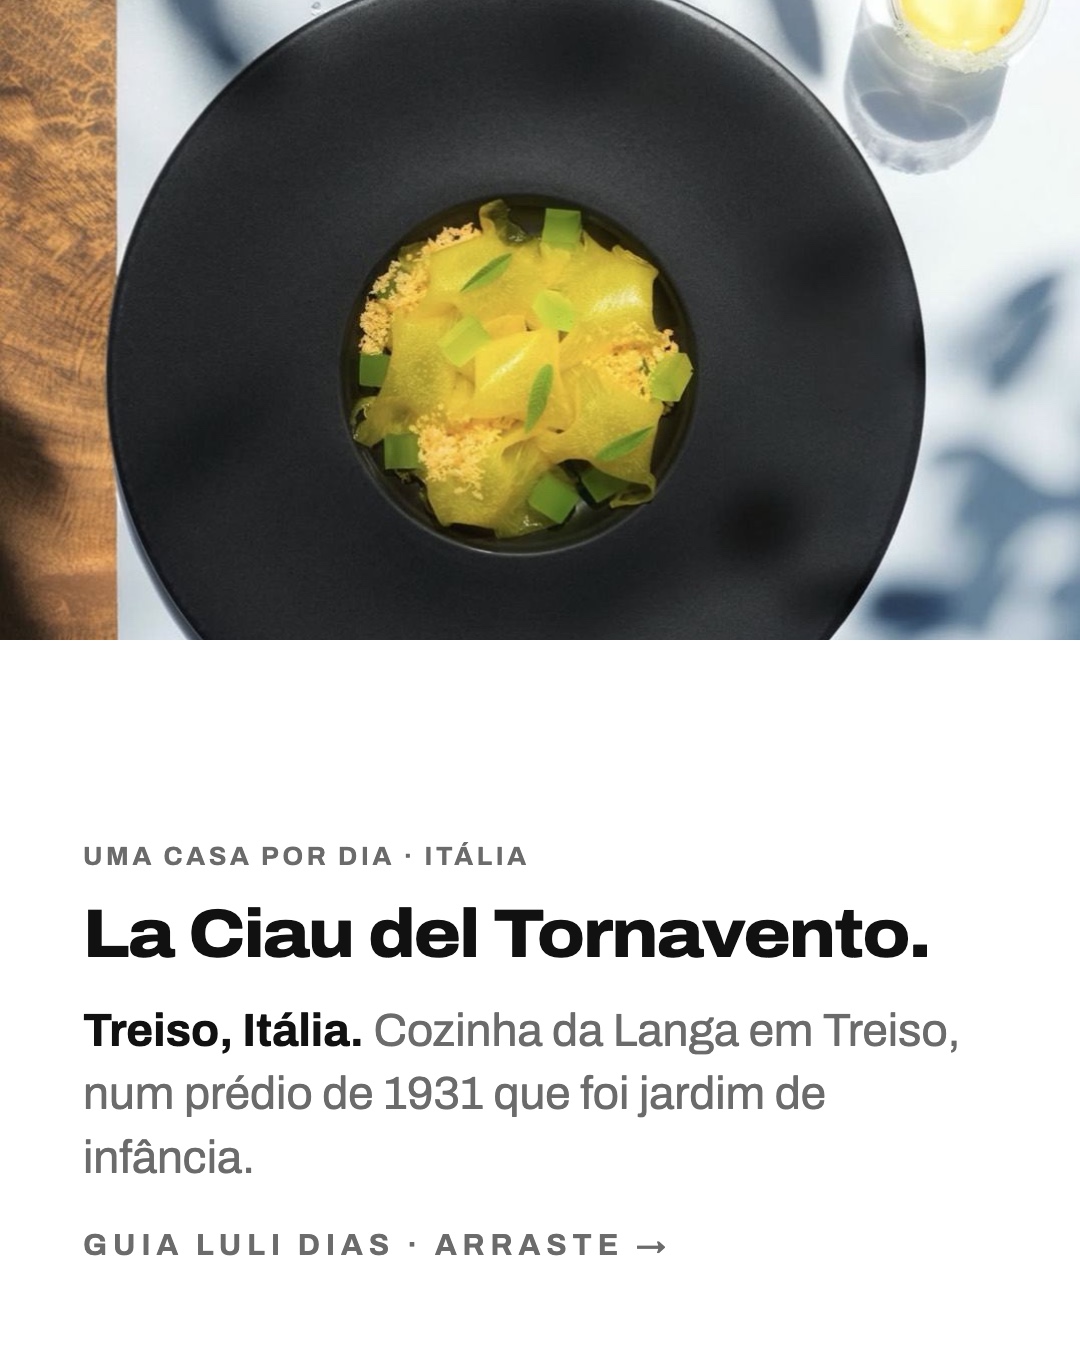 UMA CASA POR DIA · ITÁLIA
La Ciau del Tornavento.
Treiso, Itália. Cozinha da Langa em Treiso,
num prédio de 1931 que foi jardim de
infância.
GUIA LULI DIAS · ARRASTE →